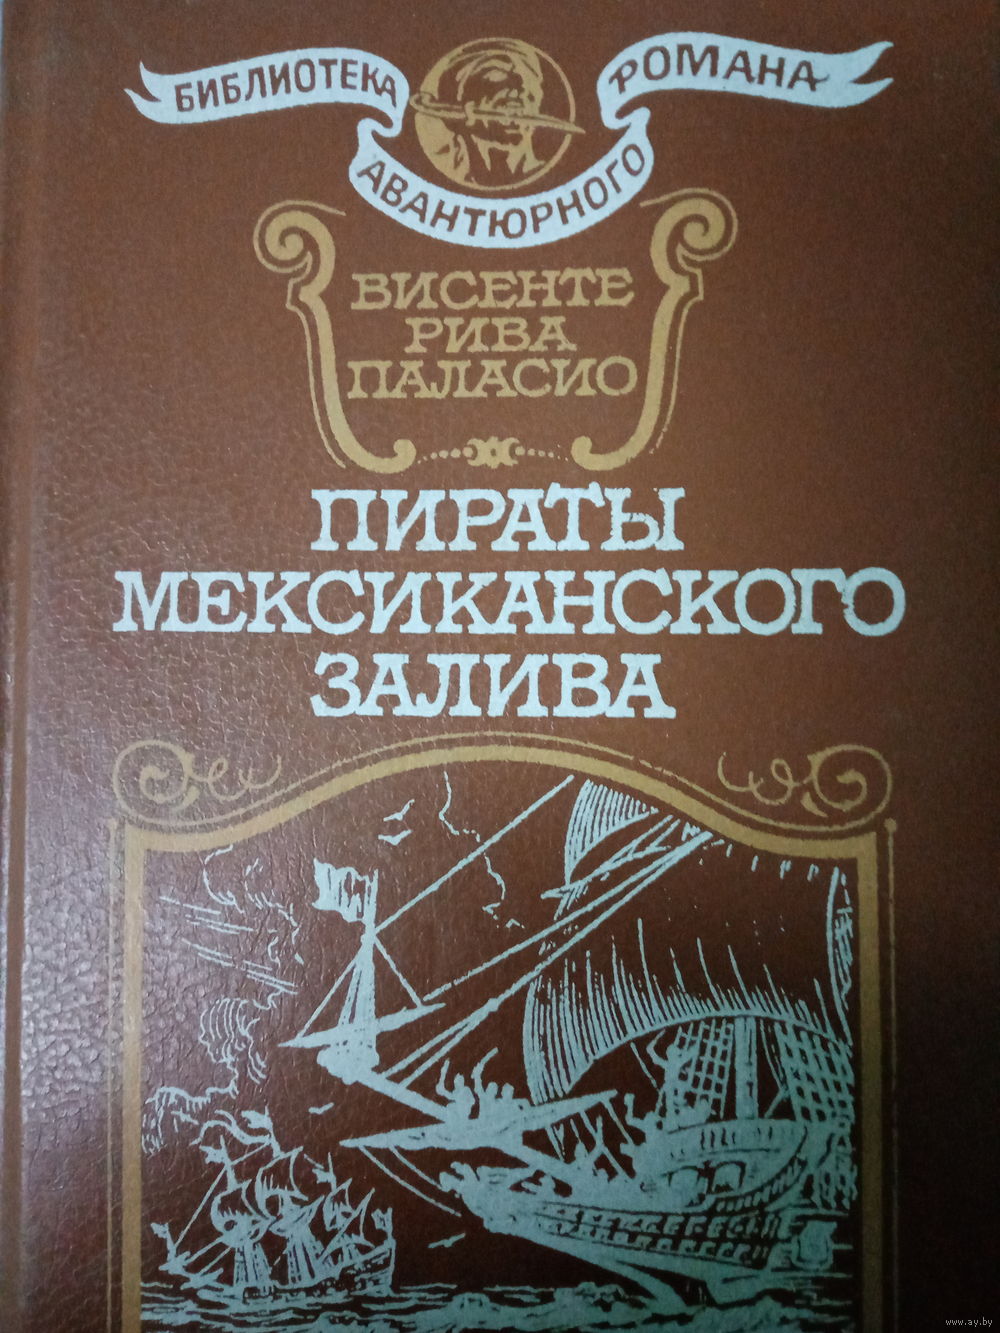 БИБЛИОТЕКА
АВАНТЮРНОГО
РОМАНА
ВИСЕНТЕ
РИВА
ПАЛАСИО
ПИРАТЫ
МЕКСИКАНСКОГО
ЗАЛИВА
www.ay.by